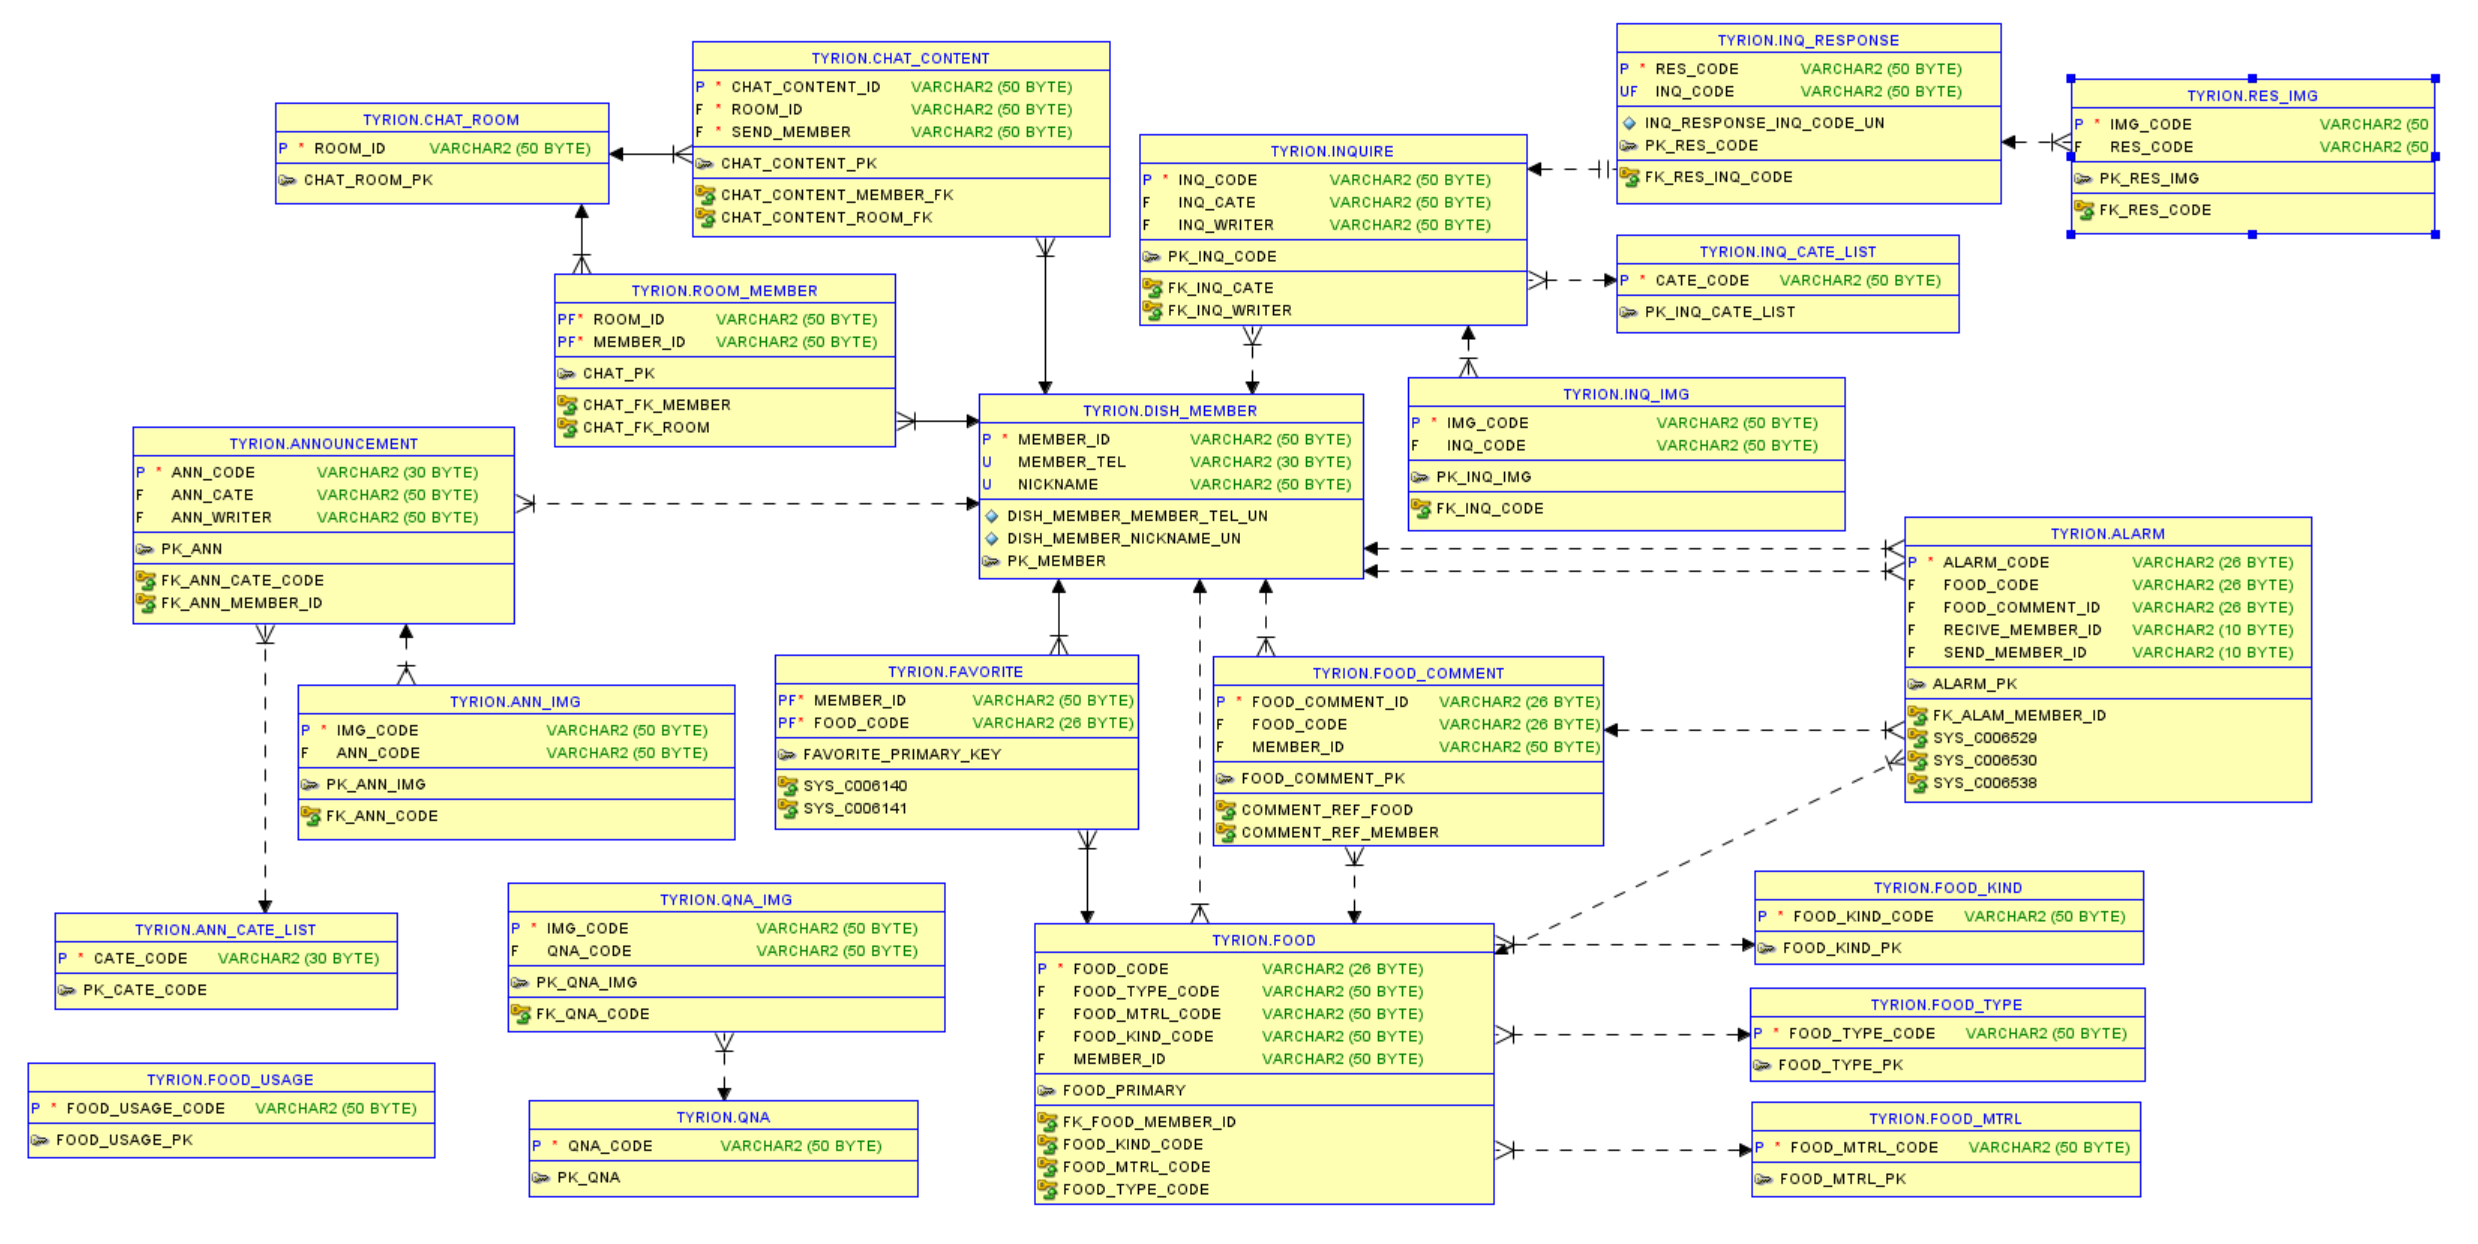 TYRION.CHAT_ROOM
P * ROOM_ID VARCHAR2 (50 BYTE)
CHAT_ROOM_PK
TYRION.CHAT_CONTENT
P * CHAT_CONTENT_ID VARCHAR2 (50 BYTE)
F * ROOM_ID VARCHAR2 (50 BYTE)
F * SEND_MEMBER VARCHAR2 (50 BYTE)
CHAT_CONTENT_PK
CHAT_CONTENT_MEMBER_FK
CHAT_CONTENT_ROOM_FK
TYRION.INQUIRE
P * INQ_CODE VARCHAR2 (50 BYTE)
F INQ_CATE VARCHAR2 (50 BYTE)
F INQ_WRITER VARCHAR2 (50 BYTE)
PK_INQ_CODE
FK_INQ_CATE
FK_INQ_WRITER
TYRION.INQ_RESPONSE
P * RES_CODE VARCHAR2 (50 BYTE)
UF INQ_CODE VARCHAR2 (50 BYTE)
INQ_RESPONSE_INQ_CODE_UN
PK_RES_CODE
FK_RES_INQ_CODE
TYRION.RES_IMG
P * IMG_CODE VARCHAR2 (50
F RES_CODE VARCHAR2 (50
PK_RES_IMG
FK_RES_CODE
TYRION.INQ_CATE_LIST
P * CATE_CODE VARCHAR2 (50 BYTE)
PK_INQ_CATE_LIST
TYRION.ROOM_MEMBER
PF* ROOM_ID VARCHAR2 (50 BYTE)
PF* MEMBER_ID VARCHAR2 (50 BYTE)
CHAT_PK
CHAT_FK_MEMBER
CHAT_FK_ROOM
TYRION.DISH_MEMBER
P * MEMBER_ID VARCHAR2 (50 BYTE)
U MEMBER_TEL VARCHAR2 (30 BYTE)
U NICKNAME VARCHAR2 (50 BYTE)
DISH_MEMBER_MEMBER_TEL_UN
DISH_MEMBER_NICKNAME_UN
PK_MEMBER
TYRION.INQ_IMG
P * IMG_CODE VARCHAR2 (50 BYTE)
F INQ_CODE VARCHAR2 (50 BYTE)
PK_INQ_IMG
FK_INQ_CODE
TYRION.ANNOUNCEMENT
P * ANN_CODE VARCHAR2 (30 BYTE)
F ANN_CATE VARCHAR2 (50 BYTE)
F ANN_WRITER VARCHAR2 (50 BYTE)
PK_ANN
FK_ANN_CATE_CODE
FK_ANN_MEMBER_ID
TYRION.ALARM
P * ALARM_CODE VARCHAR2 (26 BYTE)
F FOOD_CODE VARCHAR2 (26 BYTE)
F FOOD_COMMENT_ID VARCHAR2 (26 BYTE)
F RECIVE_MEMBER_ID VARCHAR2 (10 BYTE)
F SEND_MEMBER_ID VARCHAR2 (10 BYTE)
ALARM_PK
FK_ALAM_MEMBER_ID
SYS_C006529
SYS_C006530
SYS_C006538
TYRION.ANN_IMG
P * IMG_CODE VARCHAR2 (50 BYTE)
F ANN_CODE VARCHAR2 (50 BYTE)
PK_ANN_IMG
FK_ANN_CODE
TYRION.FAVORITE
PF* MEMBER_ID VARCHAR2 (50 BYTE)
PF* FOOD_CODE VARCHAR2 (26 BYTE)
FAVORITE_PRIMARY_KEY
SYS_C006140
SYS_C006141
TYRION.FOOD_COMMENT
P * FOOD_COMMENT_ID VARCHAR2 (26 BYTE)
F FOOD_CODE VARCHAR2 (26 BYTE)
F MEMBER_ID VARCHAR2 (50 BYTE)
FOOD_COMMENT_PK
COMMENT_REF_FOOD
COMMENT_REF_MEMBER
TYRION.ANN_CATE_LIST
P * CATE_CODE VARCHAR2 (30 BYTE)
PK_CATE_CODE
TYRION.QNA_IMG
P * IMG_CODE VARCHAR2 (50 BYTE)
F QNA_CODE VARCHAR2 (50 BYTE)
PK_QNA_IMG
FK_QNA_CODE
TYRION.FOOD
P * FOOD_CODE VARCHAR2 (26 BYTE)
F FOOD_TYPE_CODE VARCHAR2 (50 BYTE)
F FOOD_MTRL_CODE VARCHAR2 (50 BYTE)
F FOOD_KIND_CODE VARCHAR2 (50 BYTE)
F MEMBER_ID VARCHAR2 (50 BYTE)
FOOD_PRIMARY
FK_FOOD_MEMBER_ID
FOOD_KIND_CODE
FOOD_MTRL_CODE
FOOD_TYPE_CODE
TYRION.FOOD_KIND
P * FOOD_KIND_CODE VARCHAR2 (50 BYTE)
FOOD_KIND_PK
TYRION.FOOD_TYPE
P * FOOD_TYPE_CODE VARCHAR2 (50 BYTE)
FOOD_TYPE_PK
TYRION.FOOD_MTRL
P * FOOD_MTRL_CODE VARCHAR2 (50 BYTE)
FOOD_MTRL_PK
TYRION.FOOD_USAGE
P * FOOD_USAGE_CODE VARCHAR2 (50 BYTE)
FOOD_USAGE_PK
TYRION.QNA
P * QNA_CODE VARCHAR2 (50 BYTE)
PK_QNA